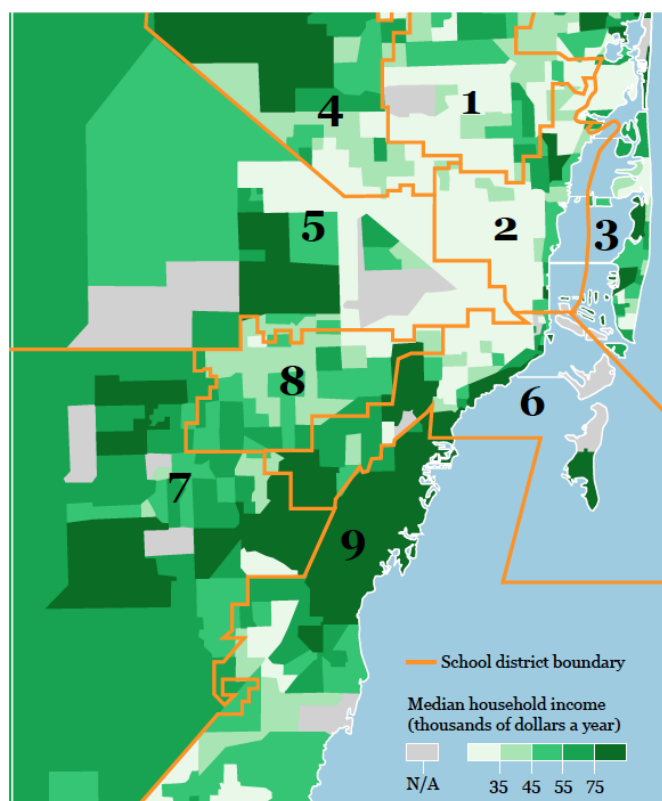 1
4
2
3
5
6
8
7
9
School district boundary
Median household income
(thousands of dollars a year)
N/A 35 45 55 75